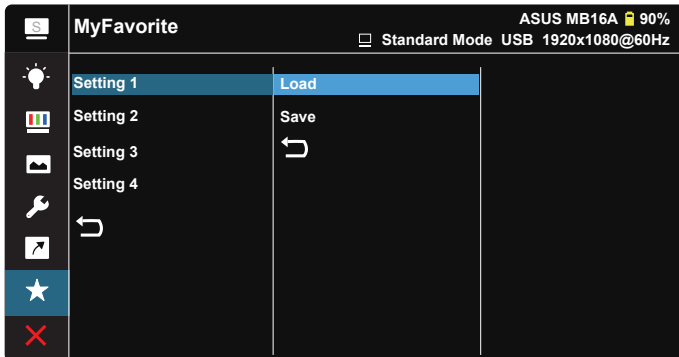 S
MyFavorite
ASUS MB16A 90%
Standard Mode USB 1920x1080@60Hz
Setting 1
Load
Setting 2
Save
Setting 3
Setting 4